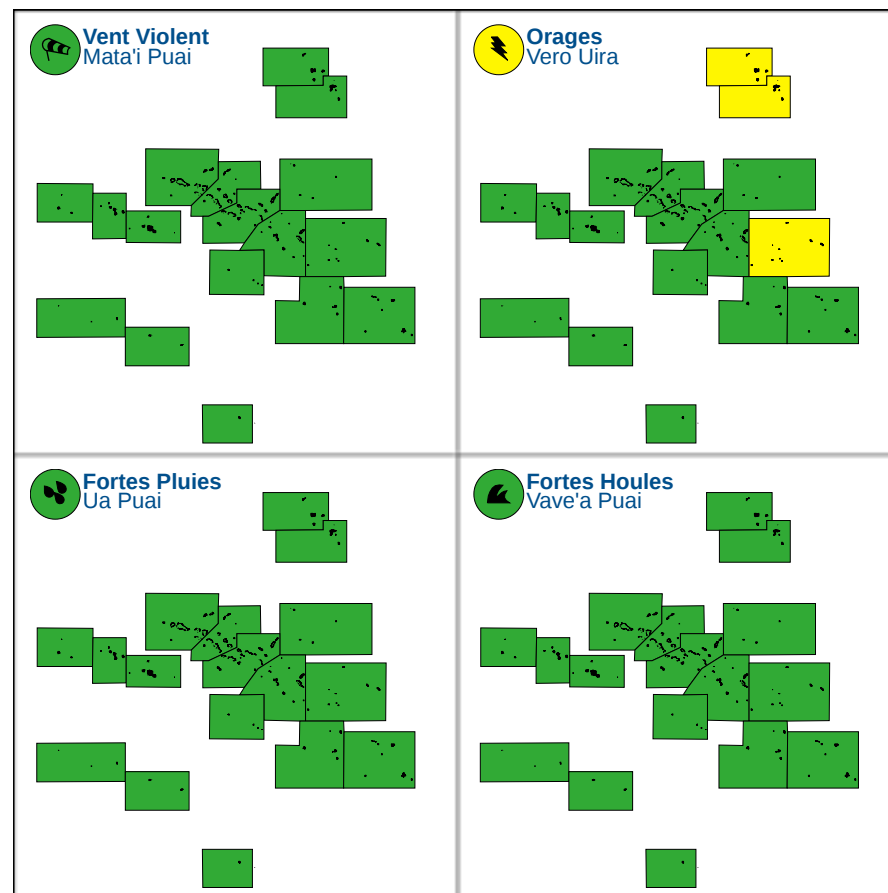 Vent Violent
Mata'i Puai
Orages
Vero Uira
Fortes Pluies
Ua Puai
Fortes Houles
Vave'a Puai